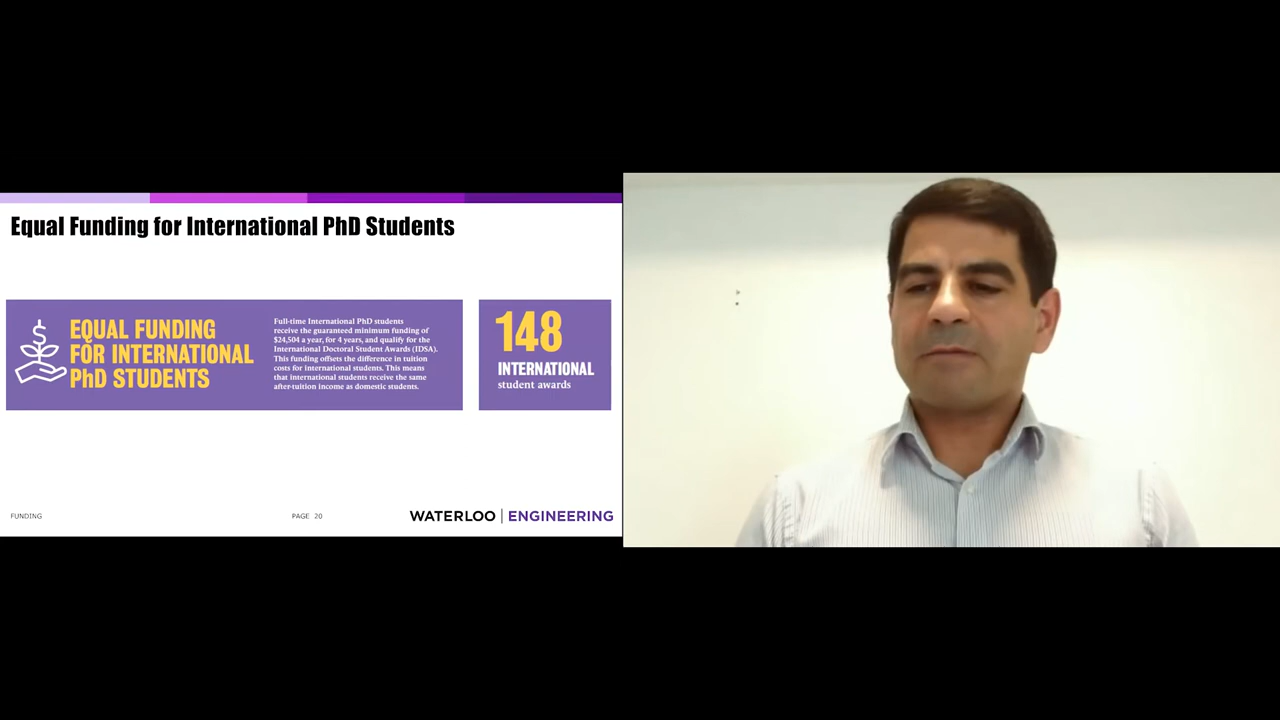 Equal Funding for International PhD Students
EQUAL FUNDING
FOR INTERNATIONAL
PhD STUDENTS
Full-time International PhD students
receive the guaranteed minimum funding of
$24,504 a year, for 4 years, and qualify for the
International Doctoral Student Awards (IDSA).
This funding offsets the difference in tuition
costs for international students. This means
that international students receive the same
after-tuition income as domestic students.
148
INTERNATIONAL
student awards
FUNDING
PAGE 20
WATERLOO | ENGINEERING